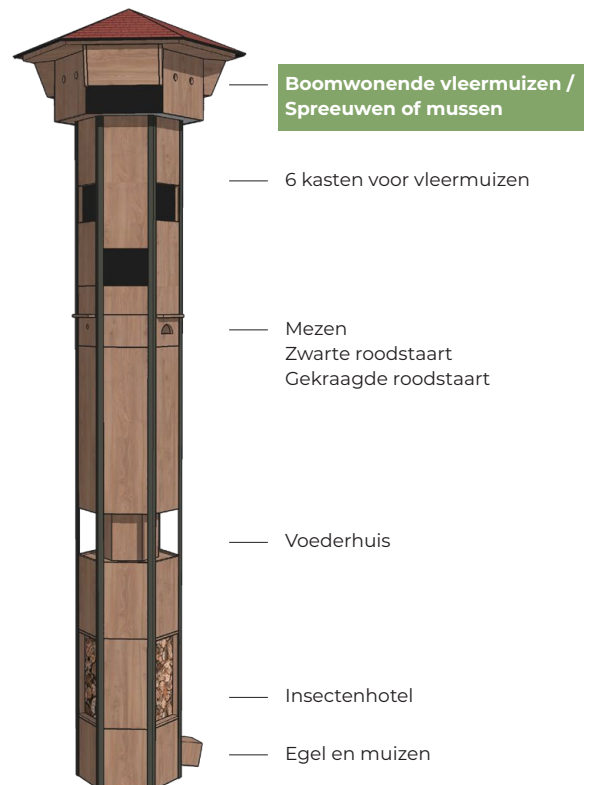 Boomwonende vleermuizen /
Spreeuwen of mussen
6 kasten voor vleermuizen
Mezen
Zwarte roodstaart
Gekraagde roodstaart
Voederhuis
Insectenhotel
Egel en muizen